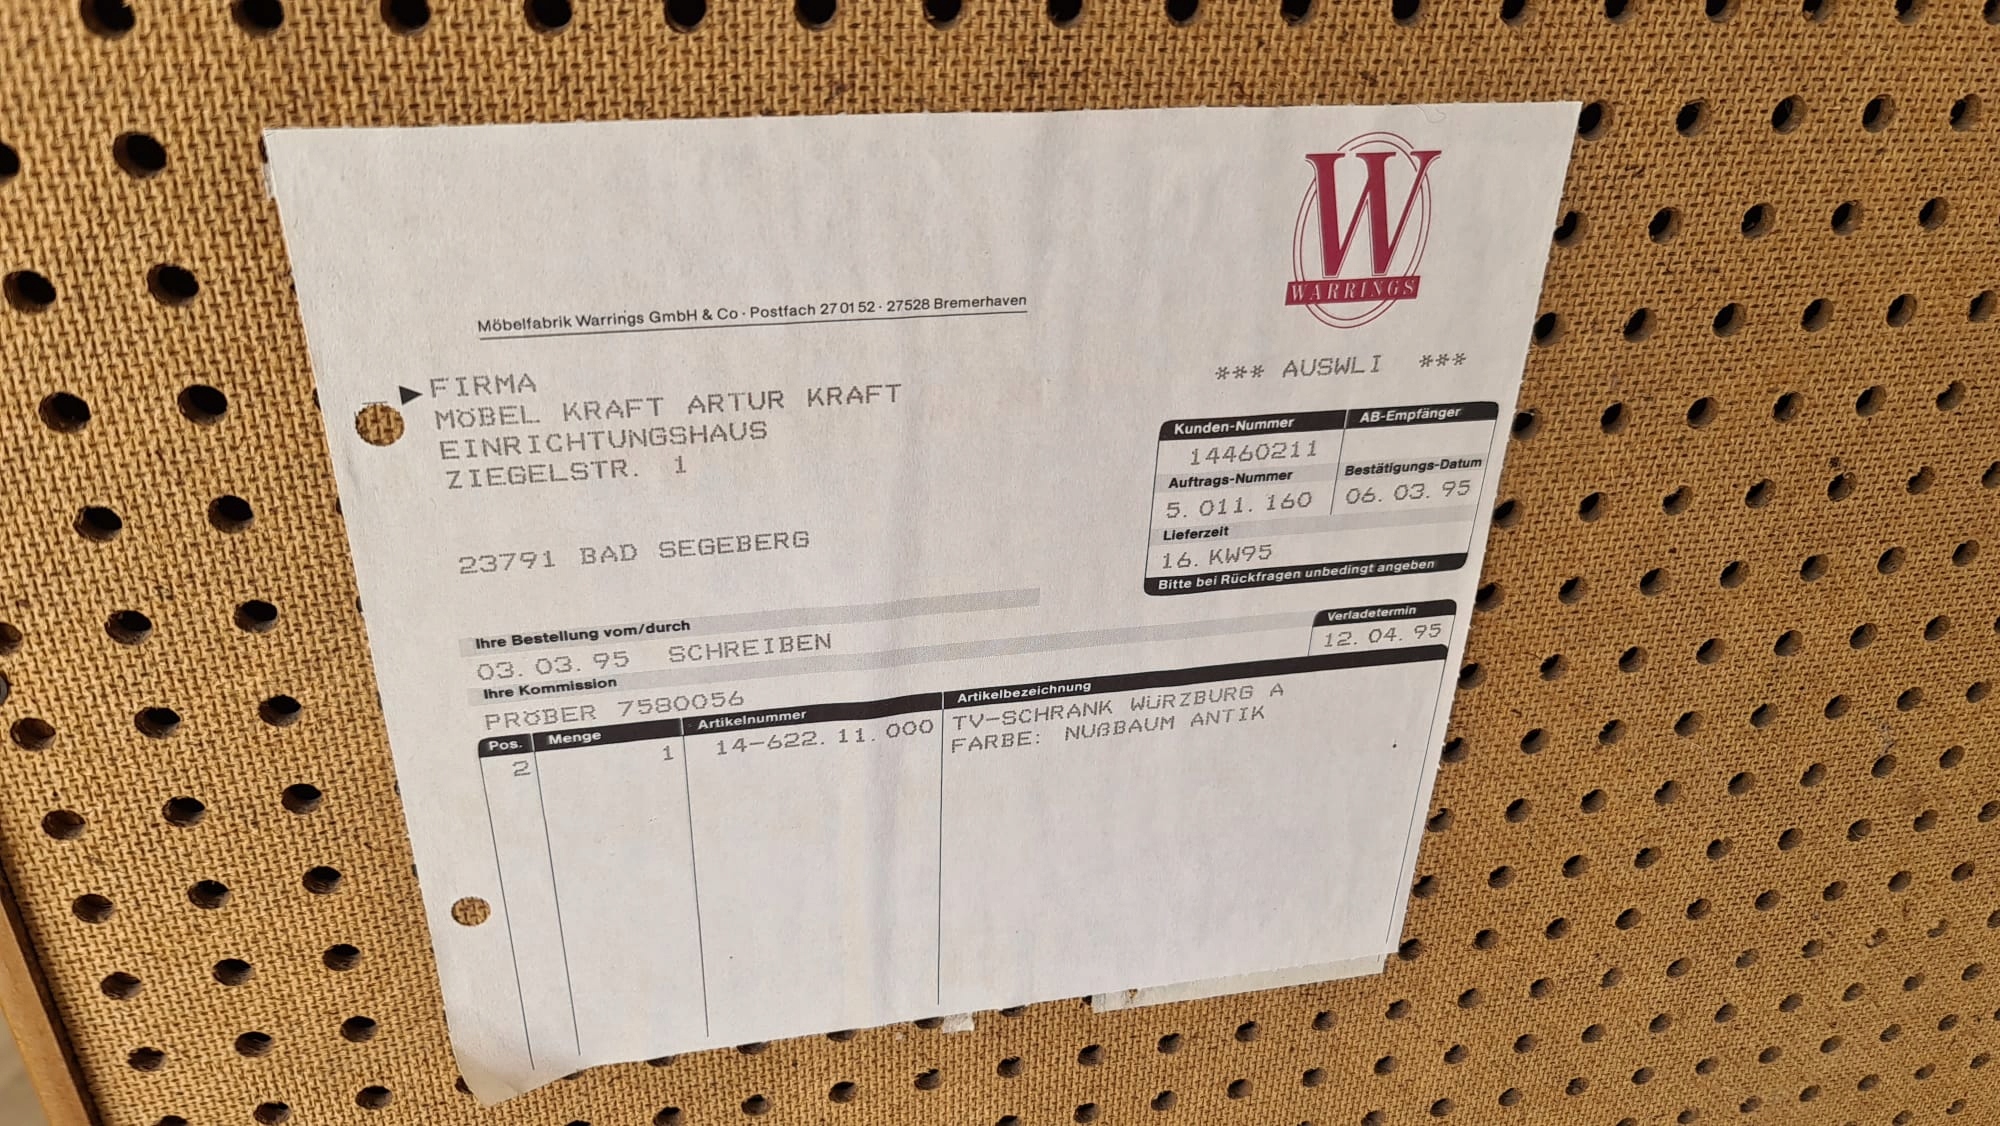 W
WARRINGS
Möbelfabrik Warrings GmbH & Co · Postfach 27 01 52 · 27528 Bremerhaven
*** AUSWLI ***
FIRMA
MÖBEL KRAFT ARTUR KRAFT
EINRICHTUNGSHAUS
ZIEGELSTR. 1
23791 BAD SEGEBERG
Kunden-Nummer AB-Empfänger
14460211
Auftrags-Nummer Bestätigungs-Datum
5.011.160 06.03.95
Lieferzeit
16.KW95
Bitte bei Rückfragen unbedingt angeben
Ihre Bestellung vom/durch
03.03.95 SCHREIBEN
Verladetermin
12.04.95
Ihre Kommission
PRÖBER 7580056
Pos. Menge Artikelnummer Artikelbezeichnung
2 1 14-622.11.000 TV-SCHRANK WÜRZBURG A
FARBE: NUßBAUM ANTIK